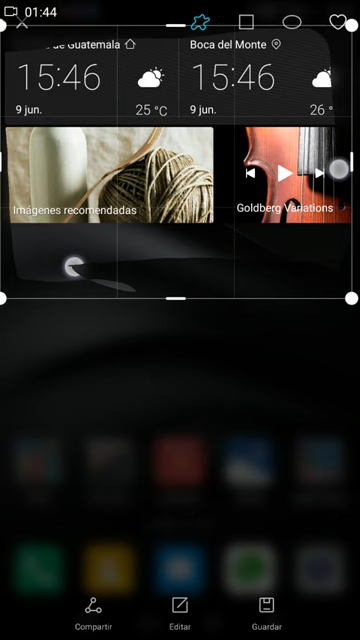 01:44
de Guatemala
Boca del Monte
15:46
15:46
9 jun.
25 °C
9 jun.
26 °
Imágenes recomendadas
Goldberg Variations
Compartir
Editar
Guardar